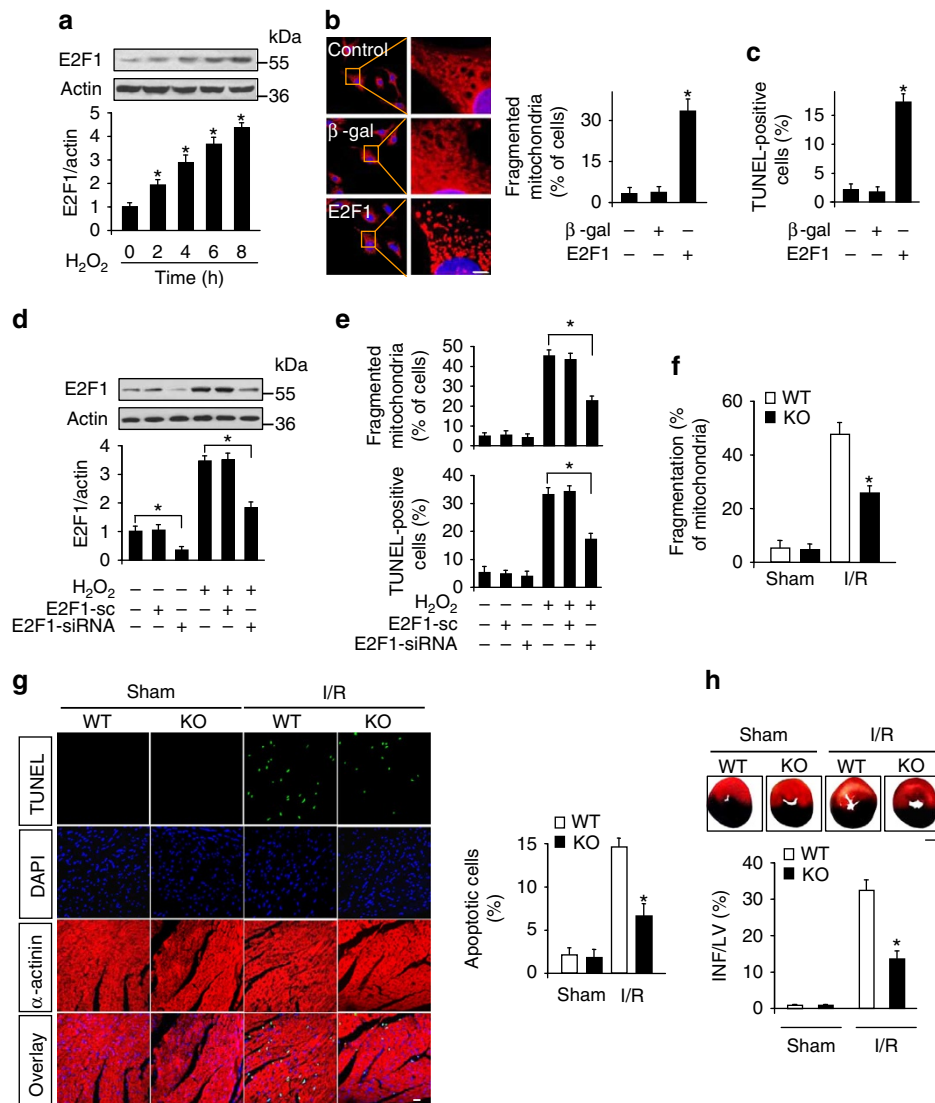 a
kDa
E2F1
55
Actin
36
E2F1/actin
5
4
3
2
1
0
H2O2
0 2 4 6 8
Time (h)
* * * *
b
Control
β-gal
E2F1
Fragmented
mitochondria
(% of cells)
30
15
0
*
β-gal – + –
E2F1 – – +
c
TUNEL-positive
cells (%)
15
10
5
0
*
β-gal – + –
E2F1 – – +
d
kDa
E2F1
55
Actin
36
E2F1/actin
4
3
2
1
0
* *
H2O2 – – – + + +
E2F1-sc – + – – + –
E2F1-siRNA – – + – – +
e
Fragmented
mitochondria
(% of cells)
50
40
30
20
10
0
*
TUNEL-positive
cells (%)
50
40
30
20
10
0
*
H2O2 – – – + + +
E2F1-sc – + – – + –
E2F1-siRNA – – + – – +
f
WT
KO
Fragmentation (%
of mitochondria)
60
40
20
0
*
Sham I/R
g
Sham I/R
WT KO WT KO
TUNEL
DAPI
α-actinin
Overlay
WT
KO
Apoptotic cells
(%)
15
10
5
0
*
Sham I/R
h
Sham I/R
WT KO WT KO
WT
KO
INF/LV (%)
40
30
20
10
0
*
Sham I/R